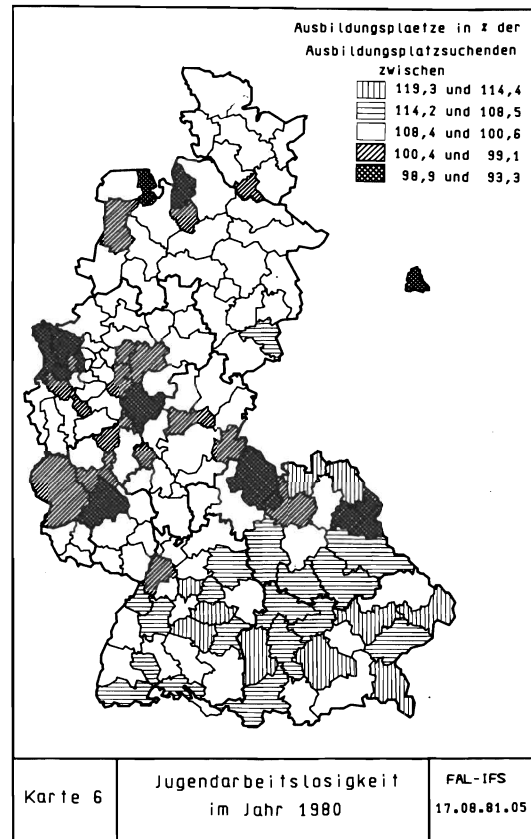 Ausbildungsplaetze in % der
Ausbildungsplatzsuchenden
zwischen
119,3 und 114,4
114,2 und 108,5
108,4 und 100,6
100,4 und 99,1
98,9 und 93,3
Karte 6
Jugendarbeitslosigkeit
im Jahr 1980
FAL-IFS
17.08.81.05